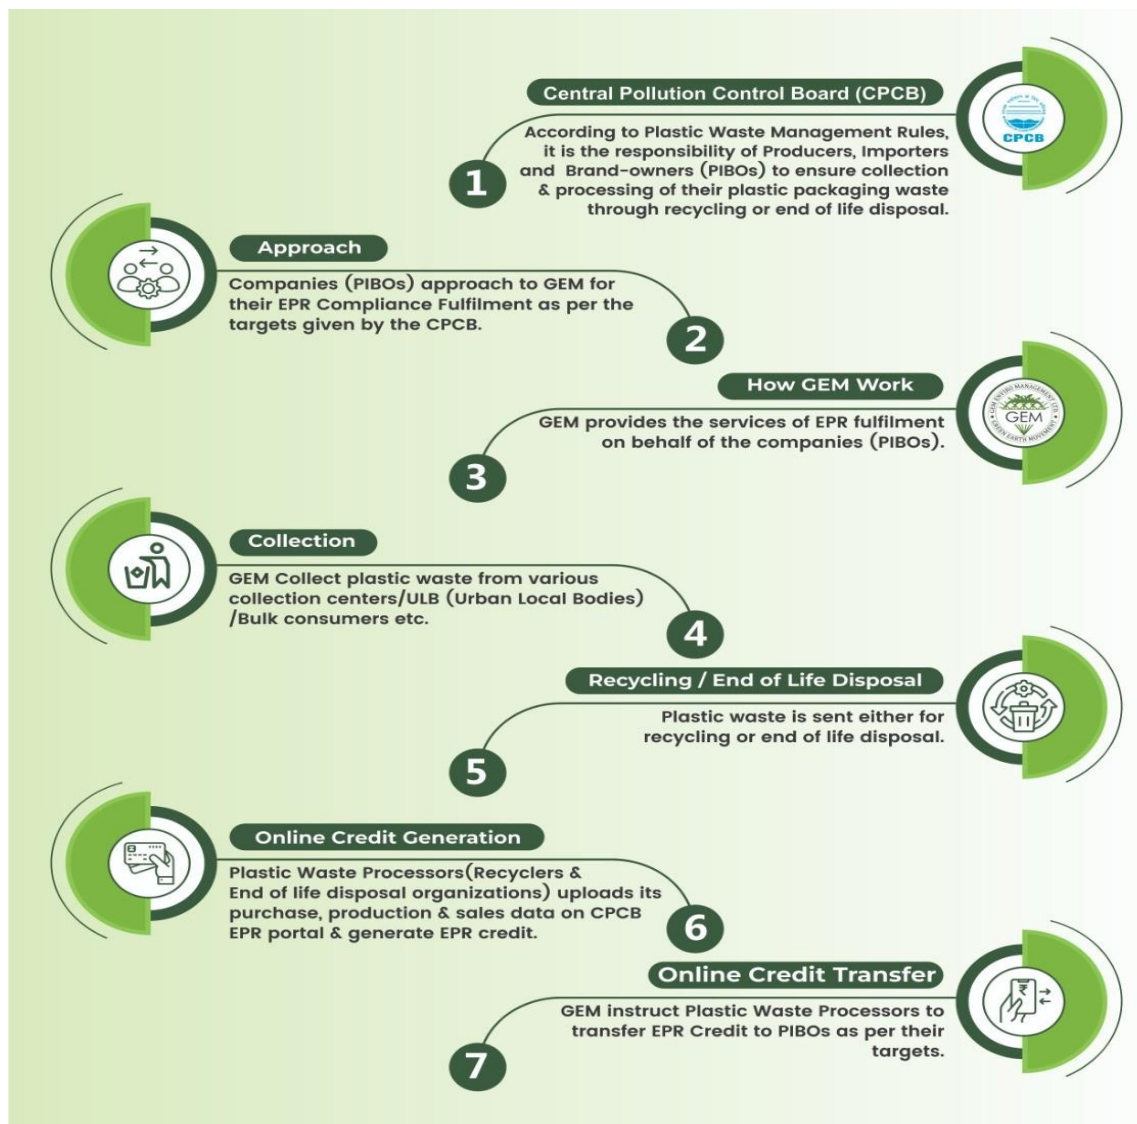 Central Pollution Control Board (CPCB)
According to Plastic Waste Management Rules,
it is the responsibility of Producers, Importers
and Brand-owners (PIBOs) to ensure collection
& processing of their plastic packaging waste
through recycling or end of life disposal.
CPCB
1
Approach
Companies (PIBOs) approach to GEM for
their EPR Compliance Fulfilment as per the
targets given by the CPCB.
2
How GEM Work
GEM provides the services of EPR fulfilment
on behalf of the companies (PIBOs).
GEM ENVIRO MANAGEMENT LTD.
GEM
GREEN EARTH MOVEMENT
3
Collection
GEM Collect plastic waste from various
collection centers/ULB (Urban Local Bodies)
/Bulk consumers etc.
4
Recycling / End of Life Disposal
Plastic waste is sent either for
recycling or end of life disposal.
5
Online Credit Generation
Plastic Waste Processors(Recyclers &
End of life disposal organizations) uploads its
purchase, production & sales data on CPCB
EPR portal & generate EPR credit.
6
Online Credit Transfer
GEM instruct Plastic Waste Processors to
transfer EPR Credit to PIBOs as per their
targets.
₹
7